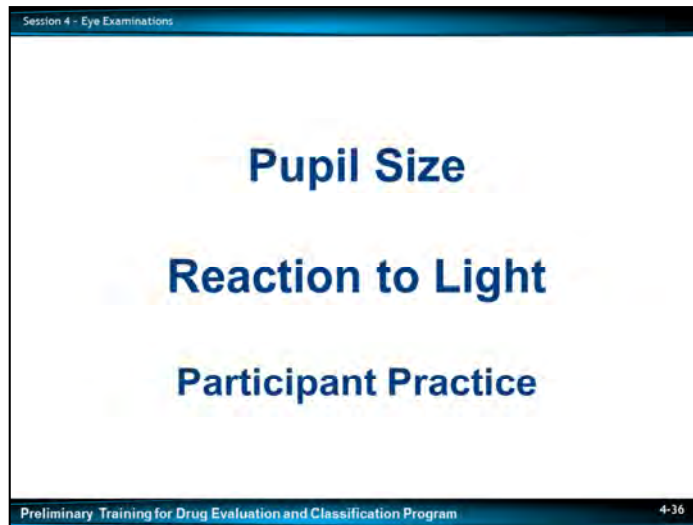 Session 4 - Eye Examinations
Pupil Size
Reaction to Light
Participant Practice
Preliminary Training for Drug Evaluation and Classification Program 4-36